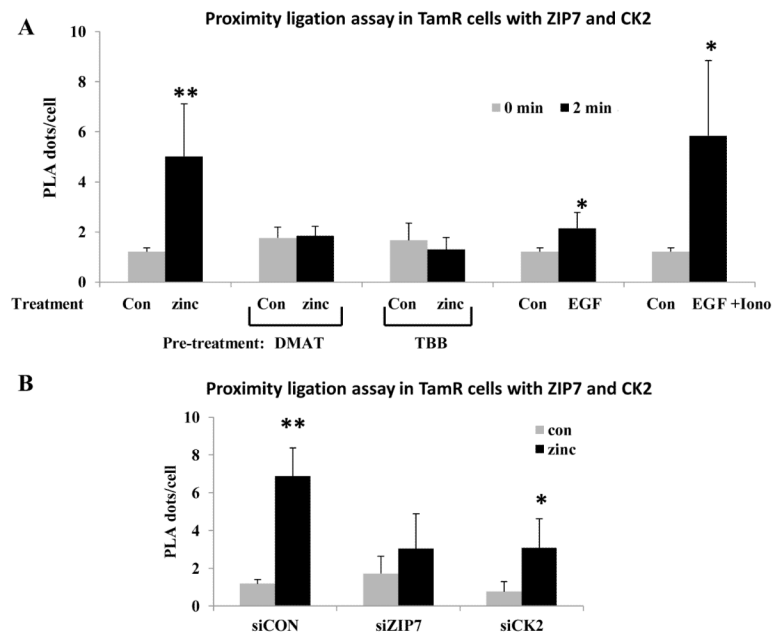 A
Proximity ligation assay in TamR cells with ZIP7 and CK2
10
8
6
4
2
0
PLA dots/cell
**
*
*
0 min
2 min
Treatment
Con zinc
Con zinc
Con zinc
Con EGF
Con EGF +Iono
Pre-treatment: DMAT
TBB
B
Proximity ligation assay in TamR cells with ZIP7 and CK2
10
8
6
4
2
0
PLA dots/cell
**
*
con
zinc
siCON
siZIP7
siCK2